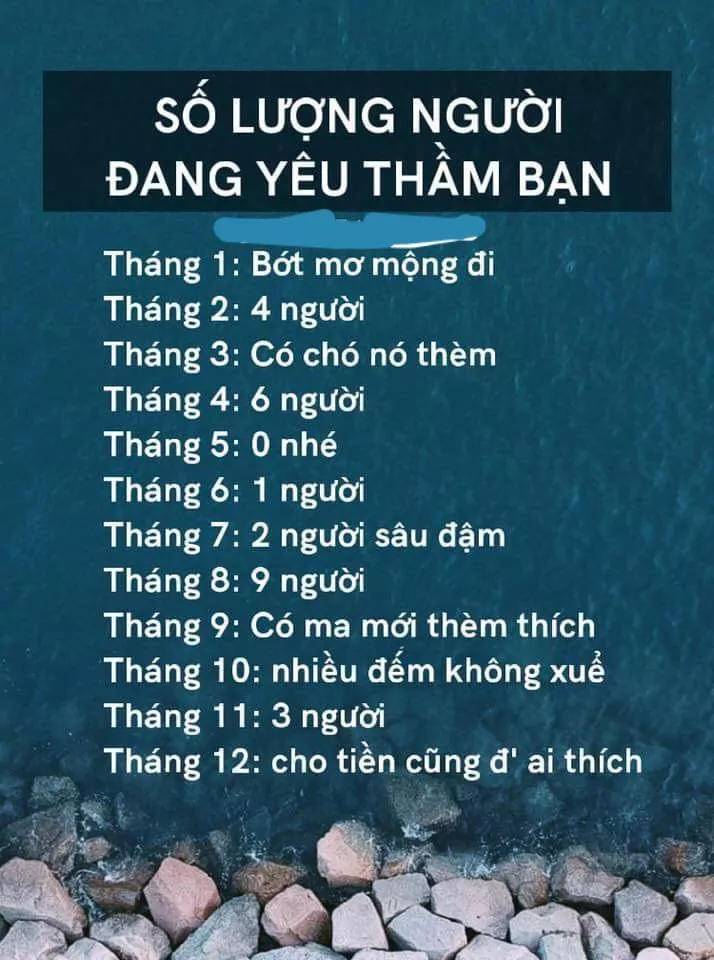 SỐ LƯỢNG NGƯỜI
ĐANG YÊU THẦM BẠN
Tháng 1: Bớt mơ mộng đi
Tháng 2: 4 người
Tháng 3: Có chó nó thèm
Tháng 4: 6 người
Tháng 5: 0 nhé
Tháng 6: 1 người
Tháng 7: 2 người sâu đậm
Tháng 8: 9 người
Tháng 9: Có ma mới thèm thích
Tháng 10: nhiều đếm không xuể
Tháng 11: 3 người
Tháng 12: cho tiền cũng đ' ai thích